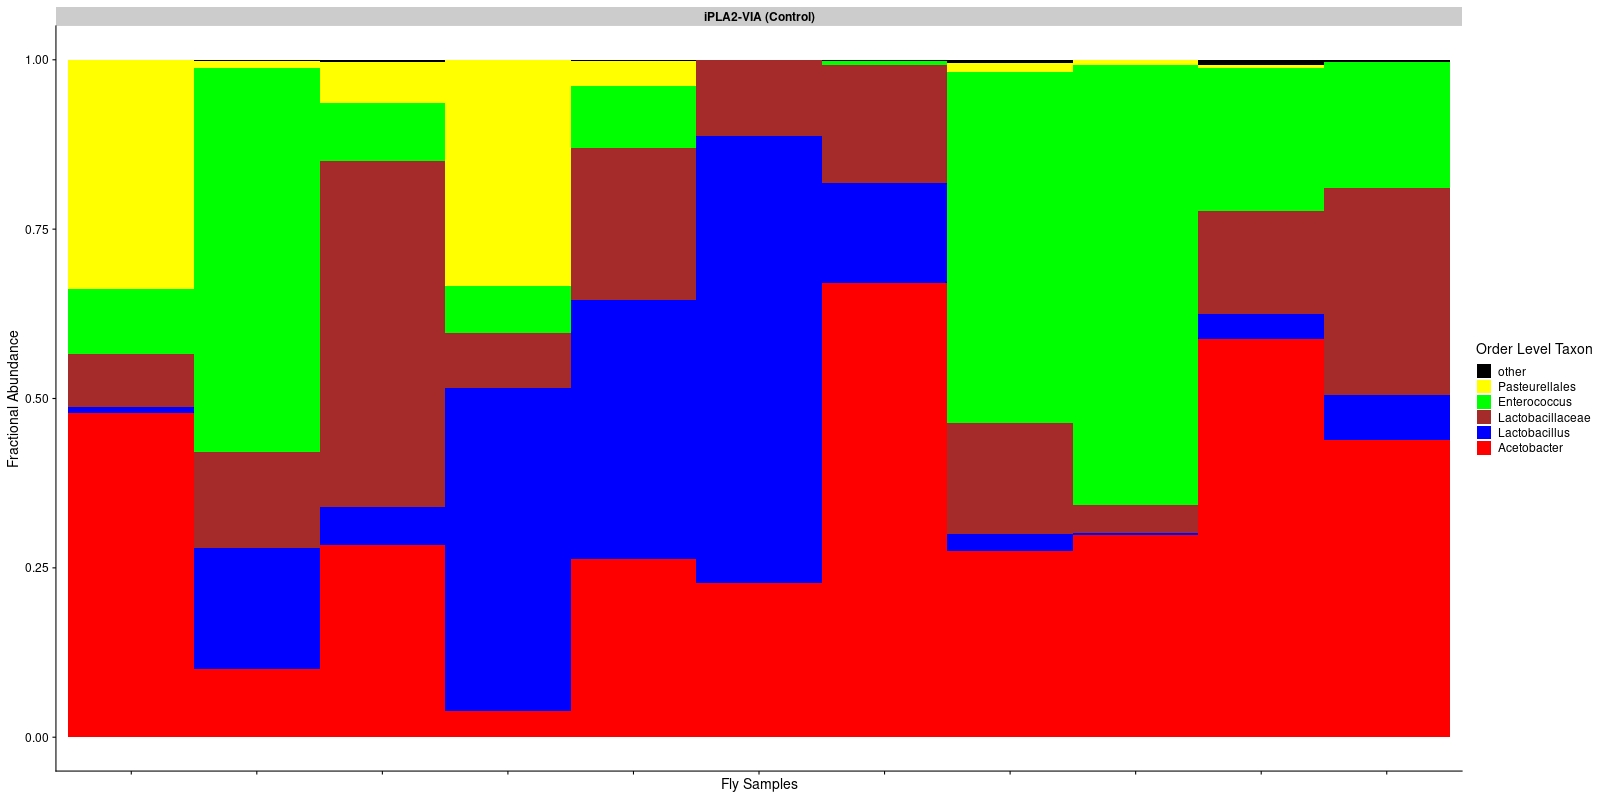 iPLA2-VIA (Control)
1.00
0.75
0.50
0.25
0.00
Fractional Abundance
Fly Samples
Order Level Taxon
other
Pasteurellales
Enterococcus
Lactobacillaceae
Lactobacillus
Acetobacter